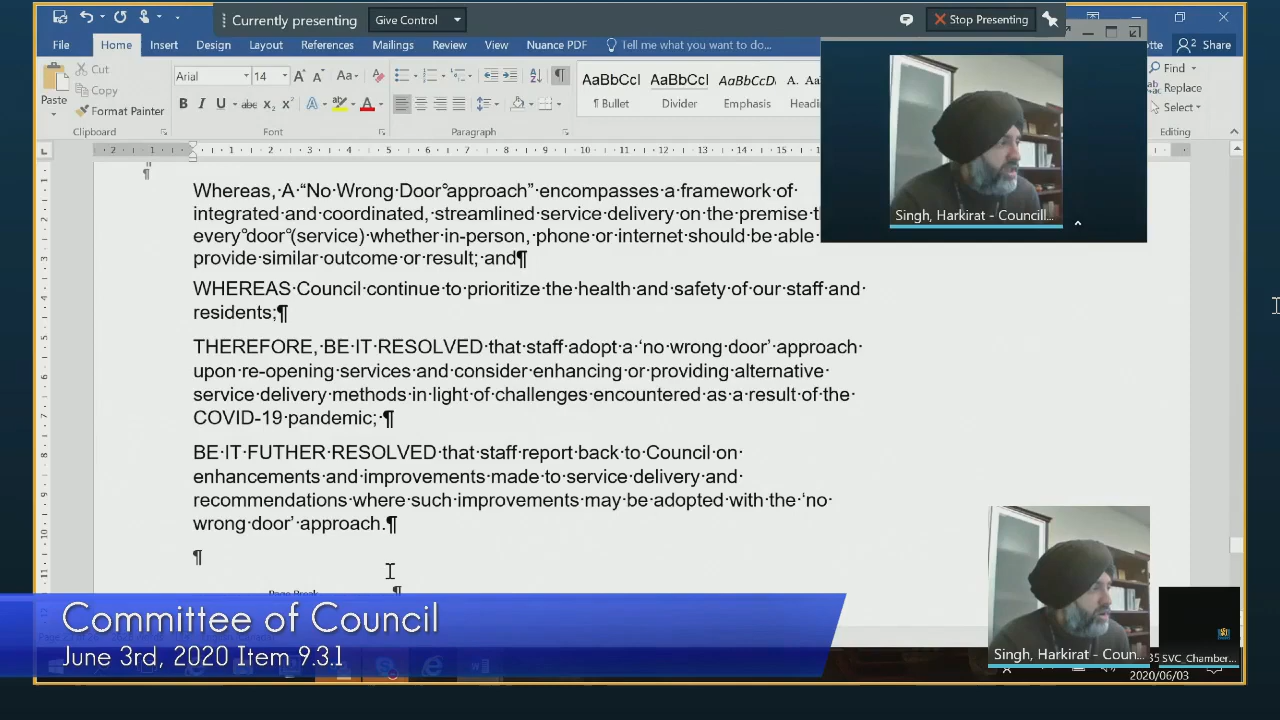 Currently presenting
Give Control
Stop Presenting
File Home Insert Design Layout References Mailings Review View Nuance PDF Tell me what you want to do...
Share
Paste
Cut
Copy
Format Painter
Clipboard
Arial 14
Font
Paragraph
AaBbCcI AaBbCcI AaBbCcD
¶ Bullet Divider Emphasis
Find
Replace
Select
Editing
Whereas, A “No Wrong Door approach” encompasses a framework of
integrated and coordinated, streamlined service delivery on the premise
every door (service) whether in-person, phone or internet should be able
provide similar outcome or result; and¶
WHEREAS Council continue to prioritize the health and safety of our staff and
residents;¶
THEREFORE, BE IT RESOLVED that staff adopt a ‘no wrong door’ approach
upon re-opening services and consider enhancing or providing alternative
service delivery methods in light of challenges encountered as a result of the
COVID-19 pandemic; ¶
BE IT FUTHER RESOLVED that staff report back to Council on
enhancements and improvements made to service delivery and
recommendations where such improvements may be adopted with the ‘no
wrong door’ approach.¶
¶
Page Break
Singh, Harkirat - Councill...
Singh, Harkirat - Coun...
SVC_Chamber...
2020/06/03
Committee of Council
June 3rd, 2020 Item 9.3.1